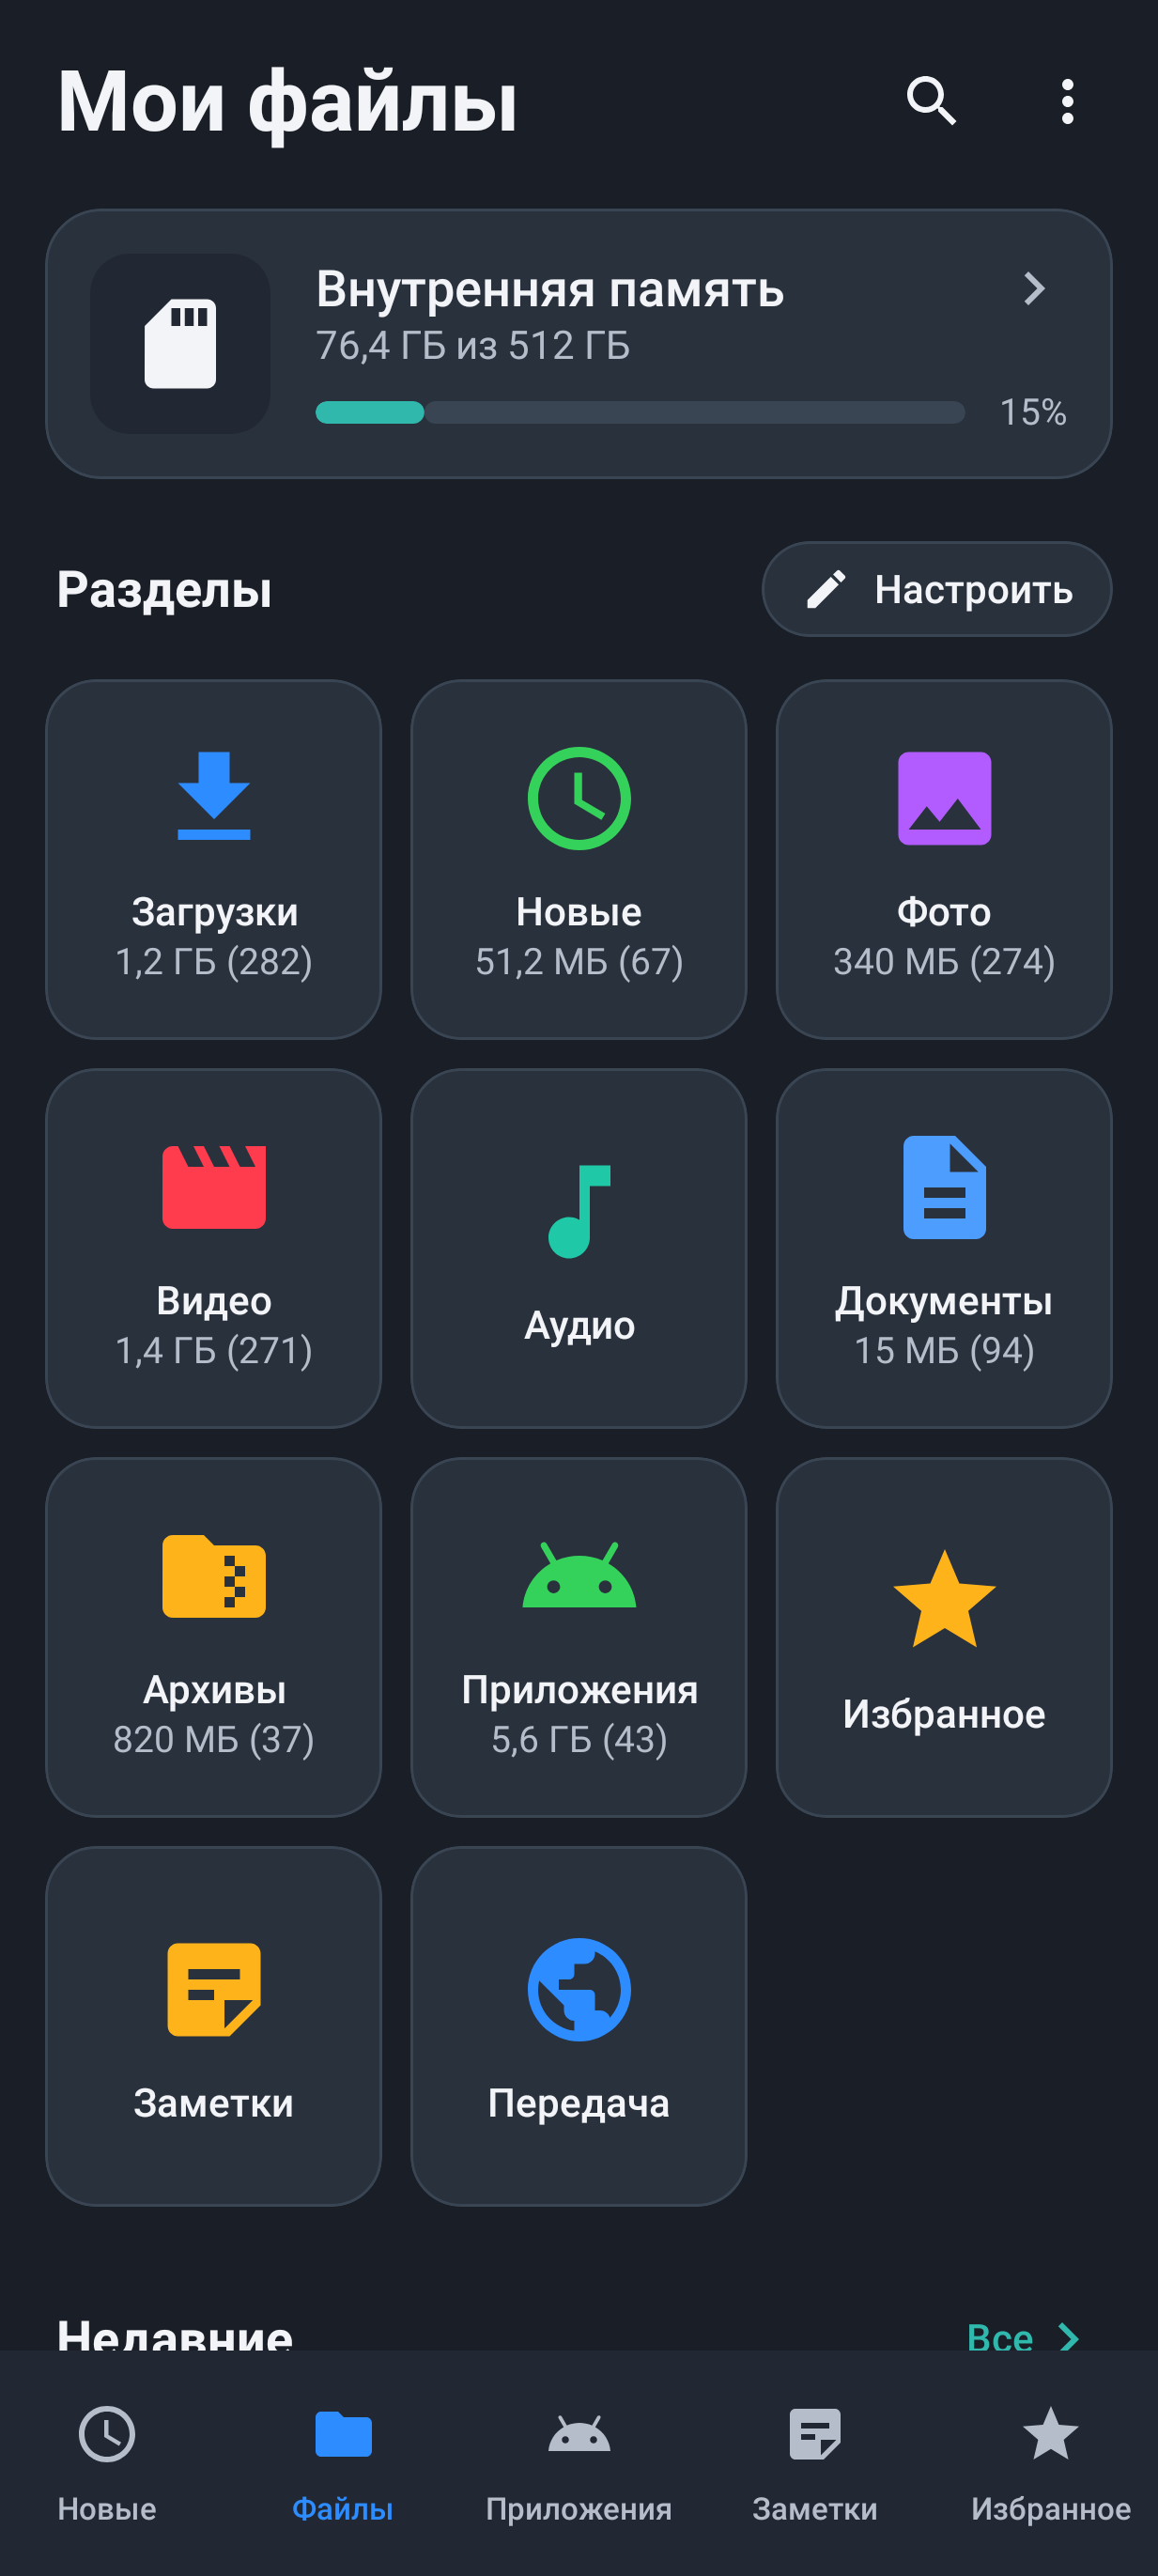 Мои файлы
Внутренняя память
76,4 ГБ из 512 ГБ
15%
Разделы
Настроить
Загрузки
1,2 ГБ (282)
Новые
51,2 МБ (67)
Фото
340 МБ (274)
Видео
1,4 ГБ (271)
Аудио
Документы
15 МБ (94)
Архивы
820 МБ (37)
Приложения
5,6 ГБ (43)
Избранное
Заметки
Передача
Недавние
Все
Новые
Файлы
Приложения
Заметки
Избранное